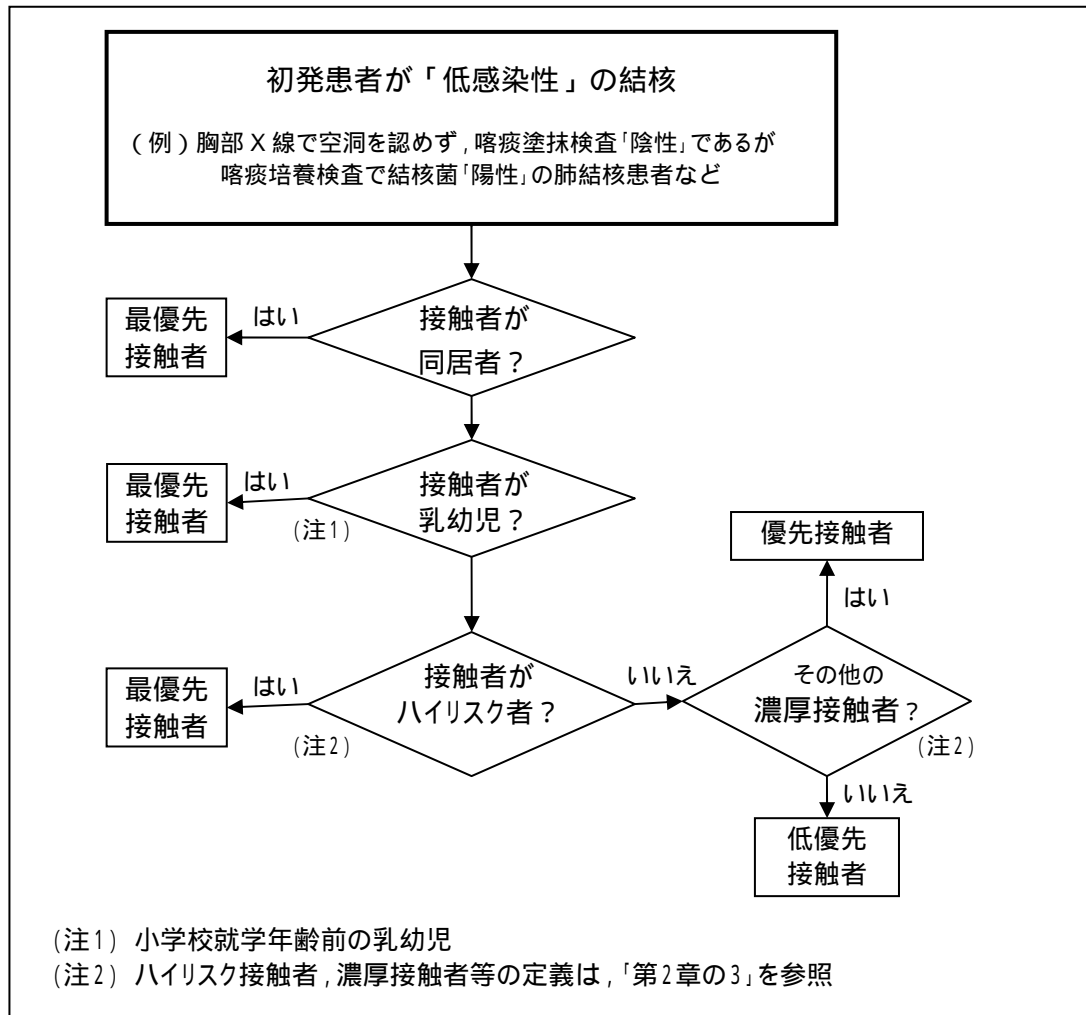 初発患者が「低感染性」の結核
(例)胸部X線で空洞を認めず,喀痰塗抹検査「陰性」であるが
喀痰培養検査で結核菌「陽性」の肺結核患者など
接触者が
同居者?
はい
最優先
接触者
接触者が
乳幼児?
はい
(注1)
最優先
接触者
接触者が
ハイリスク者?
はい
(注2)
最優先
接触者
いいえ
その他の
濃厚接触者?
(注2)
はい
優先接触者
いいえ
低優先
接触者
(注1) 小学校就学年齢前の乳幼児
(注2) ハイリスク接触者,濃厚接触者等の定義は,「第2章の3」を参照